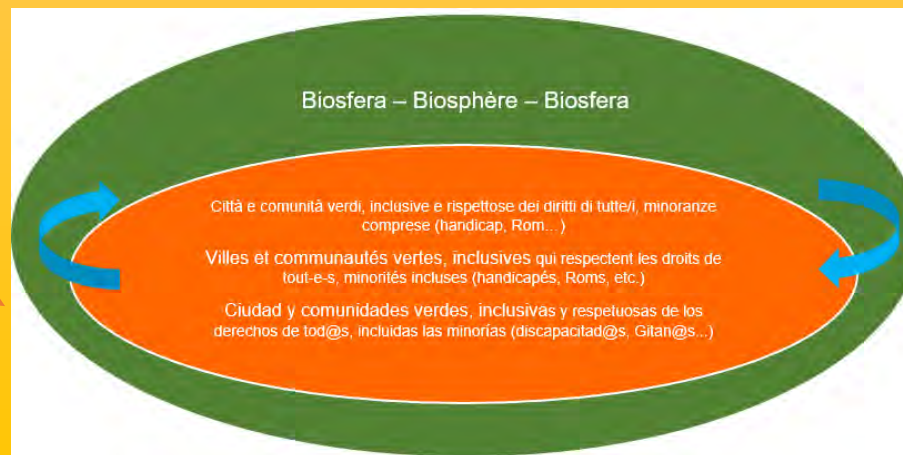 Biosfera – Biosphère – Biosfera
Città e comunità verdi, inclusive e rispettose dei diritti di tutte/i, minoranze
comprese (handicap, Rom…)
Villes et communautés vertes, inclusives qui respectent les droits de
tout-e-s, minorités incluses (handicapés, Roms, etc.)
Ciudad y comunidades verdes, inclusivas y respetuosas de los
derechos de tod@s, incluidas las minorías (discapacitad@s, Gitan@s...)